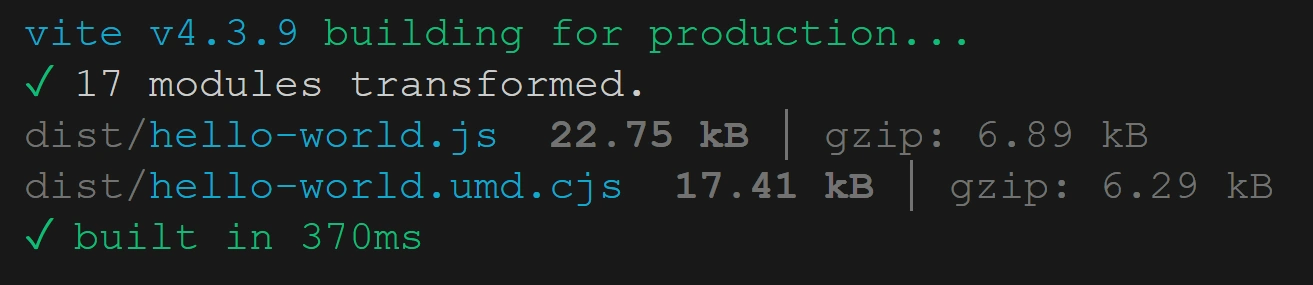 vite v4.3.9 building for production...
✓ 17 modules transformed.
dist/hello-world.js  22.75 kB │ gzip: 6.89 kB
dist/hello-world.umd.cjs  17.41 kB │ gzip: 6.29 kB
✓ built in 370ms